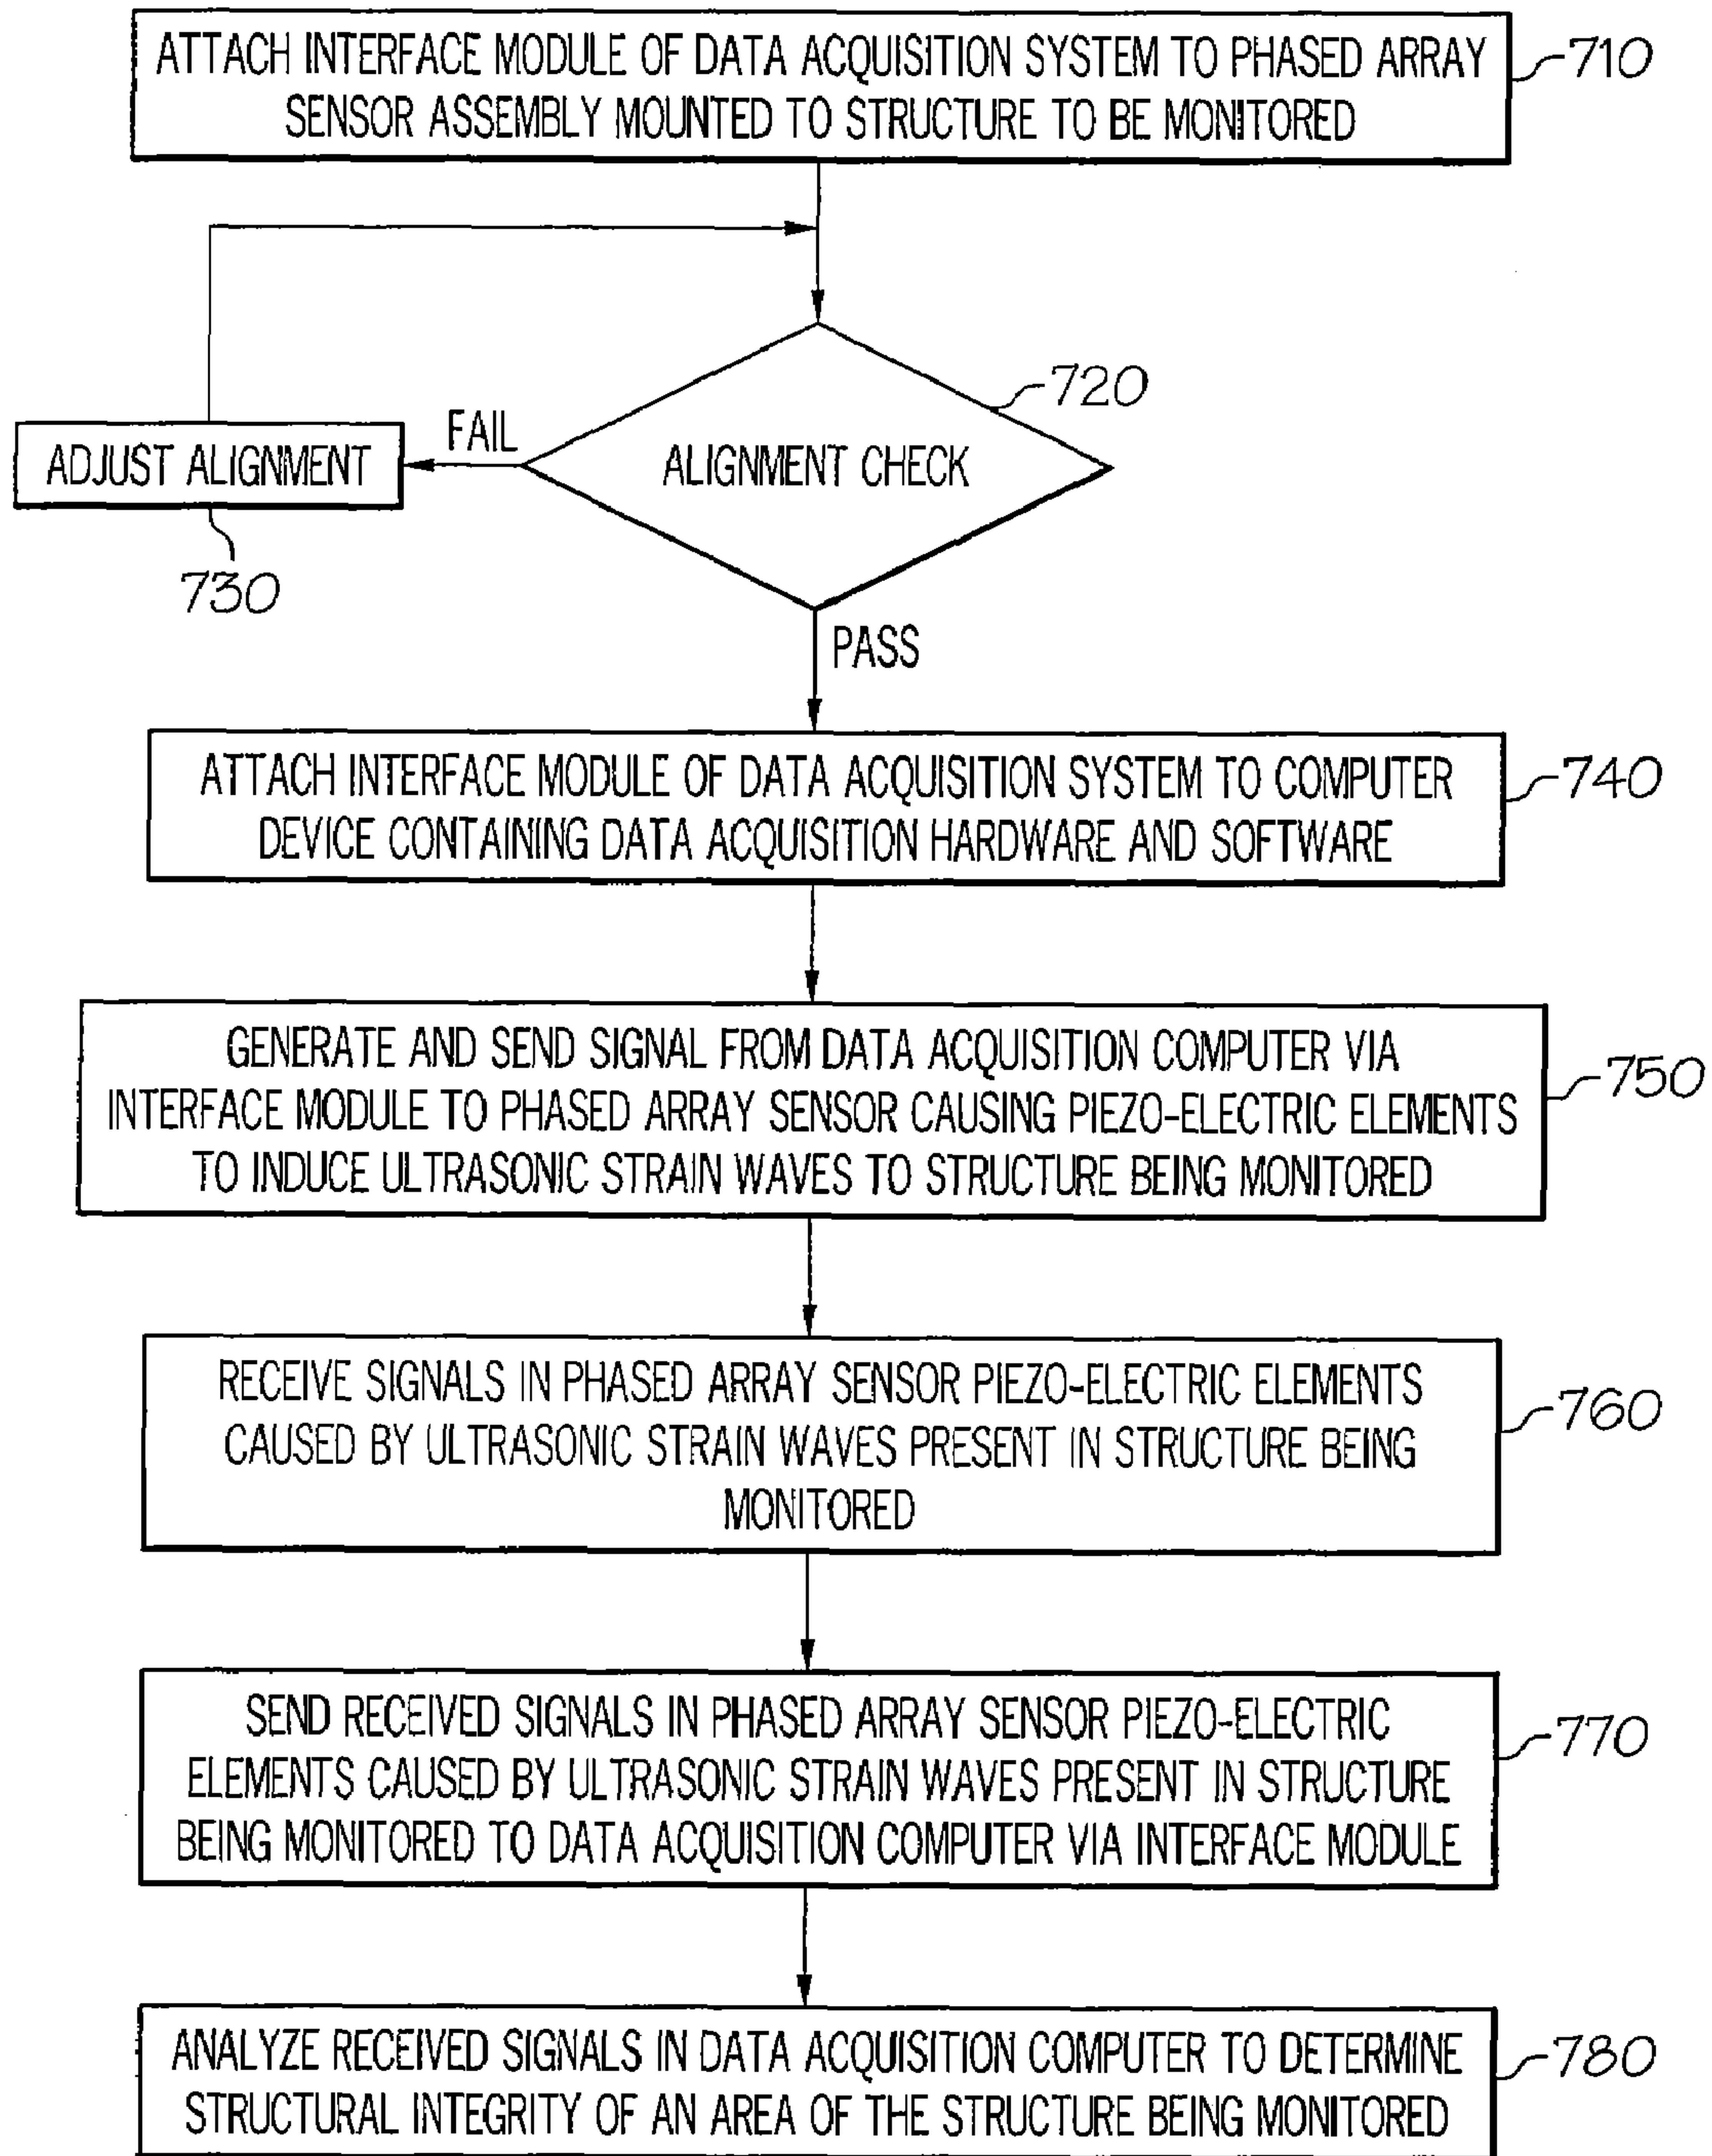 ATTACH INTERFACE MODULE OF DATA ACQUISITION SYSTEM TO PHASED ARRAY
SENSOR ASSEMBLY MOUNTED TO STRUCTURE TO BE MONITORED
710
720
ALIGNMENT CHECK
FAIL
ADJUST ALIGNMENT
730
PASS
ATTACH INTERFACE MODULE OF DATA ACQUISITION SYSTEM TO COMPUTER
DEVICE CONTAINING DATA ACQUISITION HARDWARE AND SOFTWARE
740
GENERATE AND SEND SIGNAL FROM DATA ACQUISITION COMPUTER VIA
INTERFACE MODULE TO PHASED ARRAY SENSOR CAUSING PIEZO-ELECTRIC ELEMENTS
TO INDUCE ULTRASONIC STRAIN WAVES TO STRUCTURE BEING MONITORED
750
RECEIVE SIGNALS IN PHASED ARRAY SENSOR PIEZO-ELECTRIC ELEMENTS
CAUSED BY ULTRASONIC STRAIN WAVES PRESENT IN STRUCTURE BEING
MONITORED
760
SEND RECEIVED SIGNALS IN PHASED ARRAY SENSOR PIEZO-ELECTRIC
ELEMENTS CAUSED BY ULTRASONIC STRAIN WAVES PRESENT IN STRUCTURE
BEING MONITORED TO DATA ACQUISITION COMPUTER VIA INTERFACE MODULE
770
ANALYZE RECEIVED SIGNALS IN DATA ACQUISITION COMPUTER TO DETERMINE
STRUCTURAL INTEGRITY OF AN AREA OF THE STRUCTURE BEING MONITORED
780